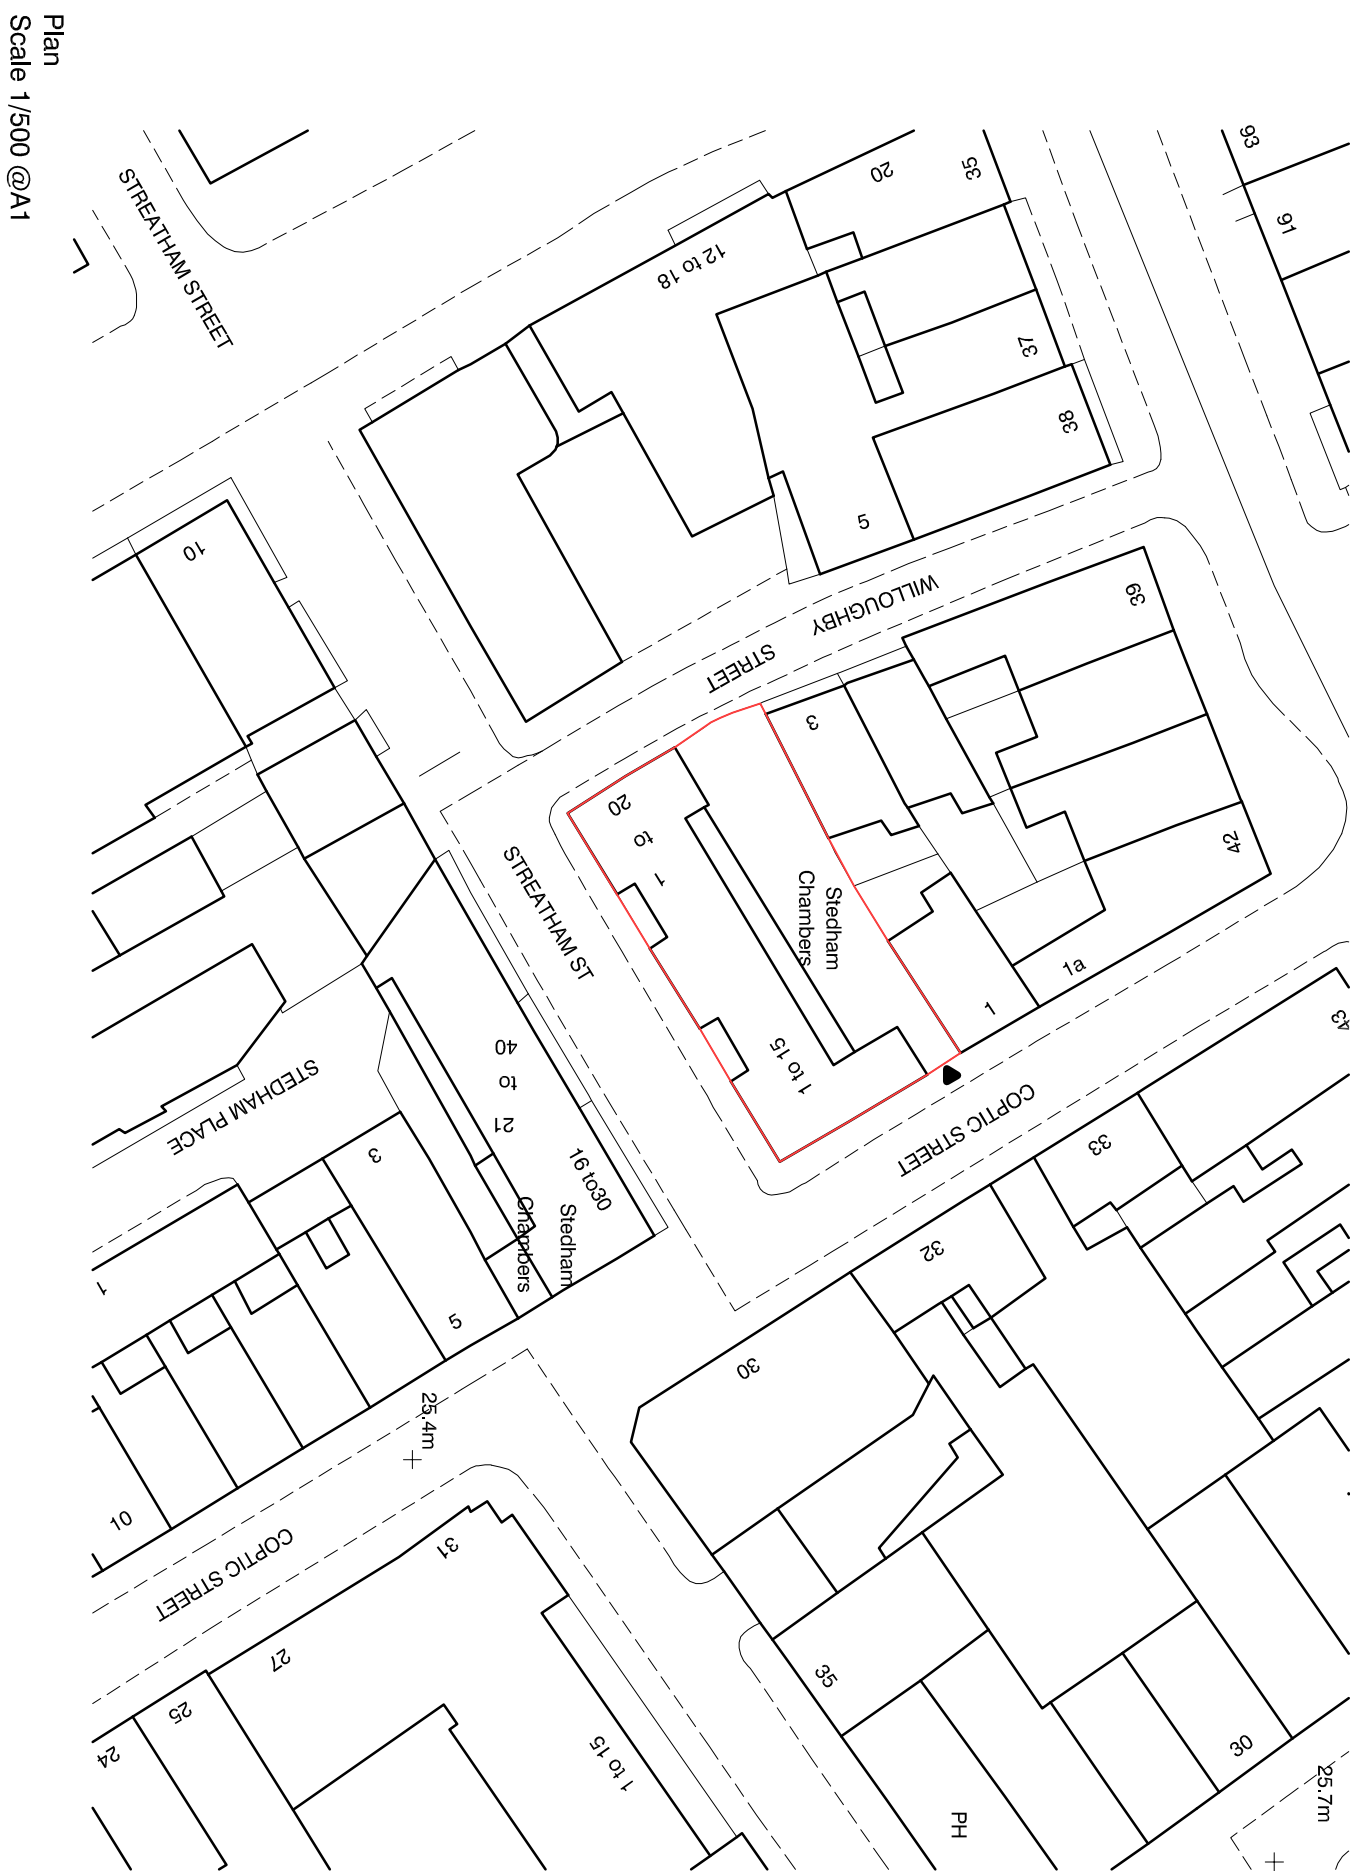 Plan
Scale 1/500 @A1
STREATHAM STREET
93
91
20
35
12 to 18
37
38
5
10
WILLOUGHBY
STREET
39
3
20
to
1
42
STREATHAM ST
Stedham
Chambers
1a
1
1 to 15
43
40
to
21
STEDHAM PLACE
COPTIC STREET
3
16 to30
33
Stedham
Chambers
32
1
5
30
25.4m
10
COPTIC STREET
31
27
35
25
24
1 to 15
30
25.7m
PH